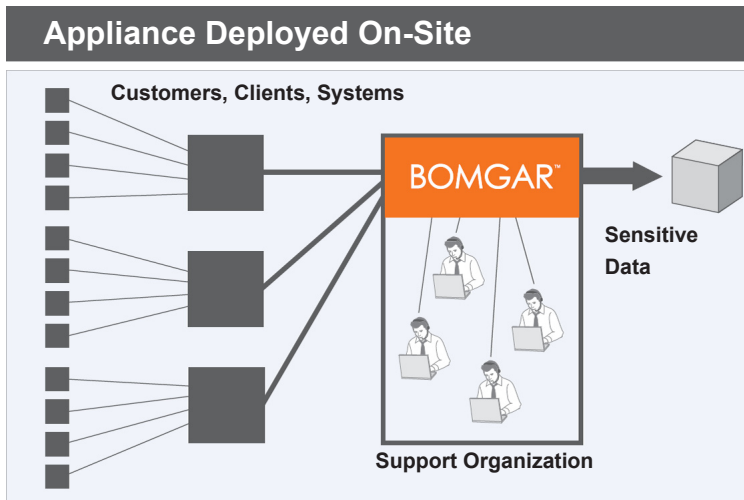 Appliance Deployed On-Site
Customers, Clients, Systems
BOMGAR™
Sensitive
Data
Support Organization